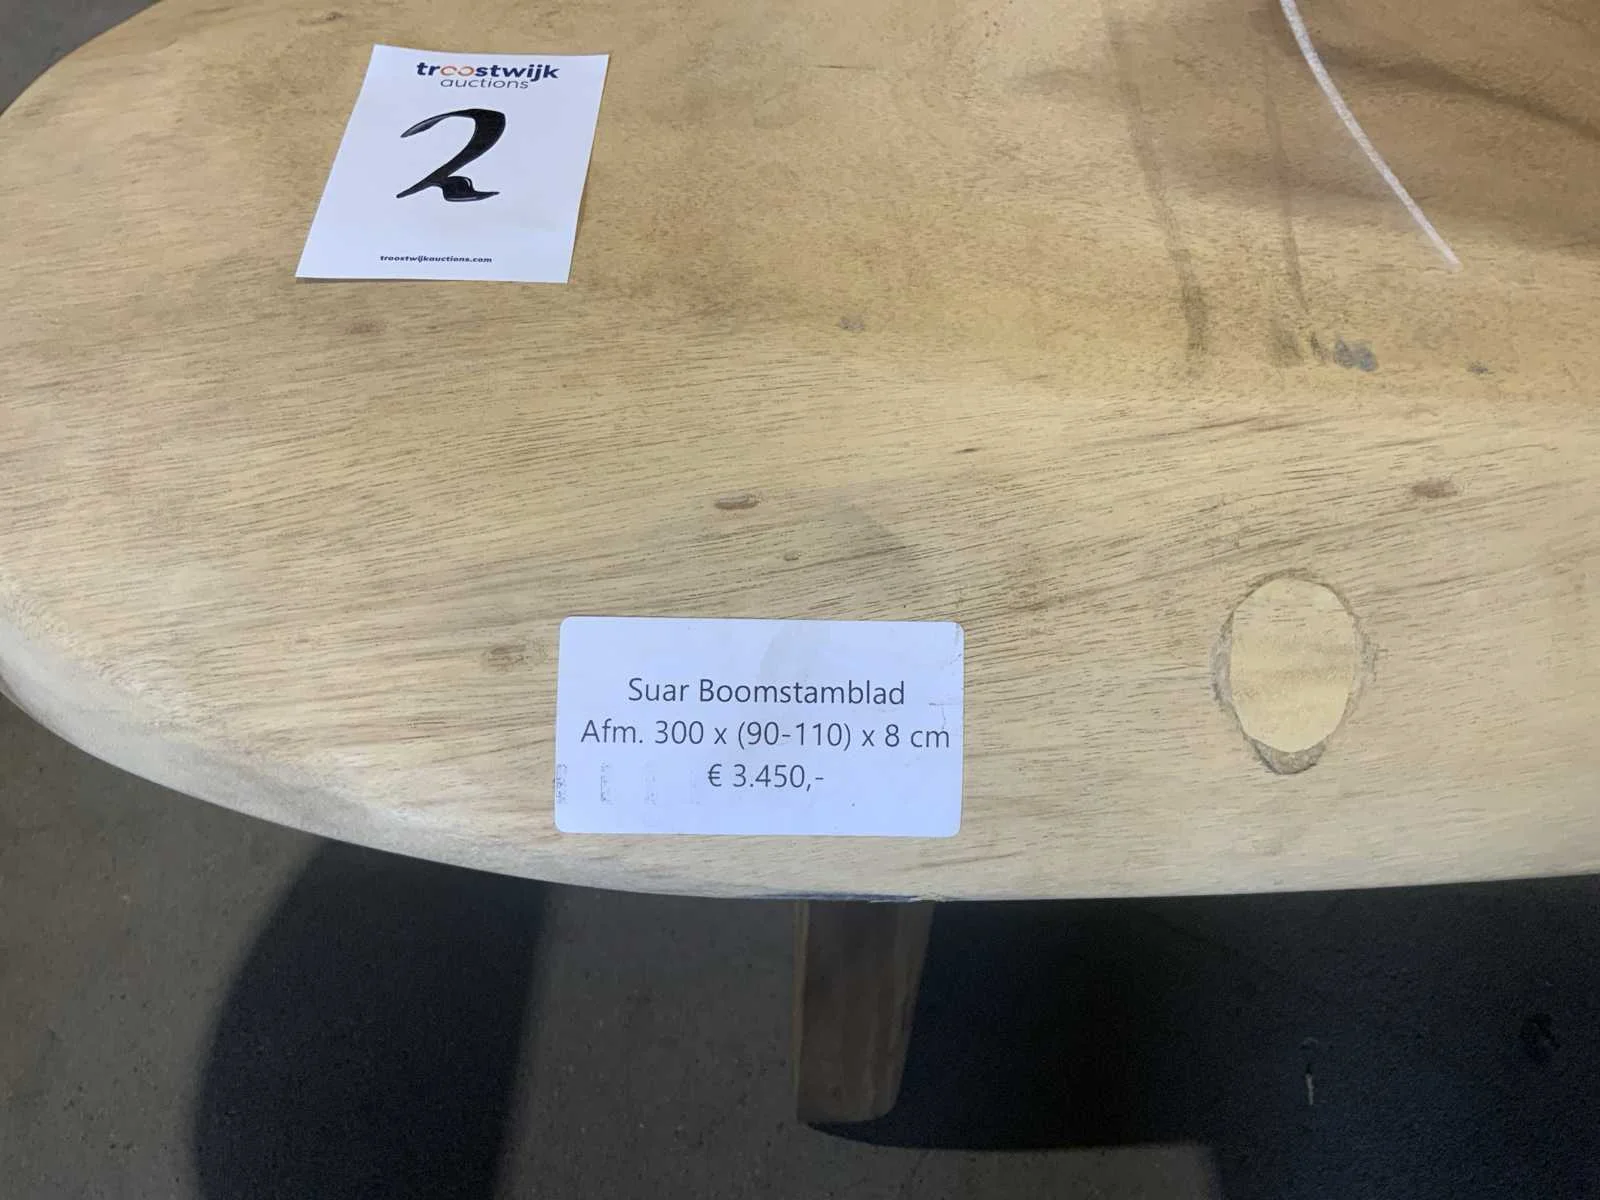 troostwijk
auctions
2
troostwijkauctions.com
Suar Boomstamblad
Afm. 300 x (90-110) x 8 cm
€ 3.450,-